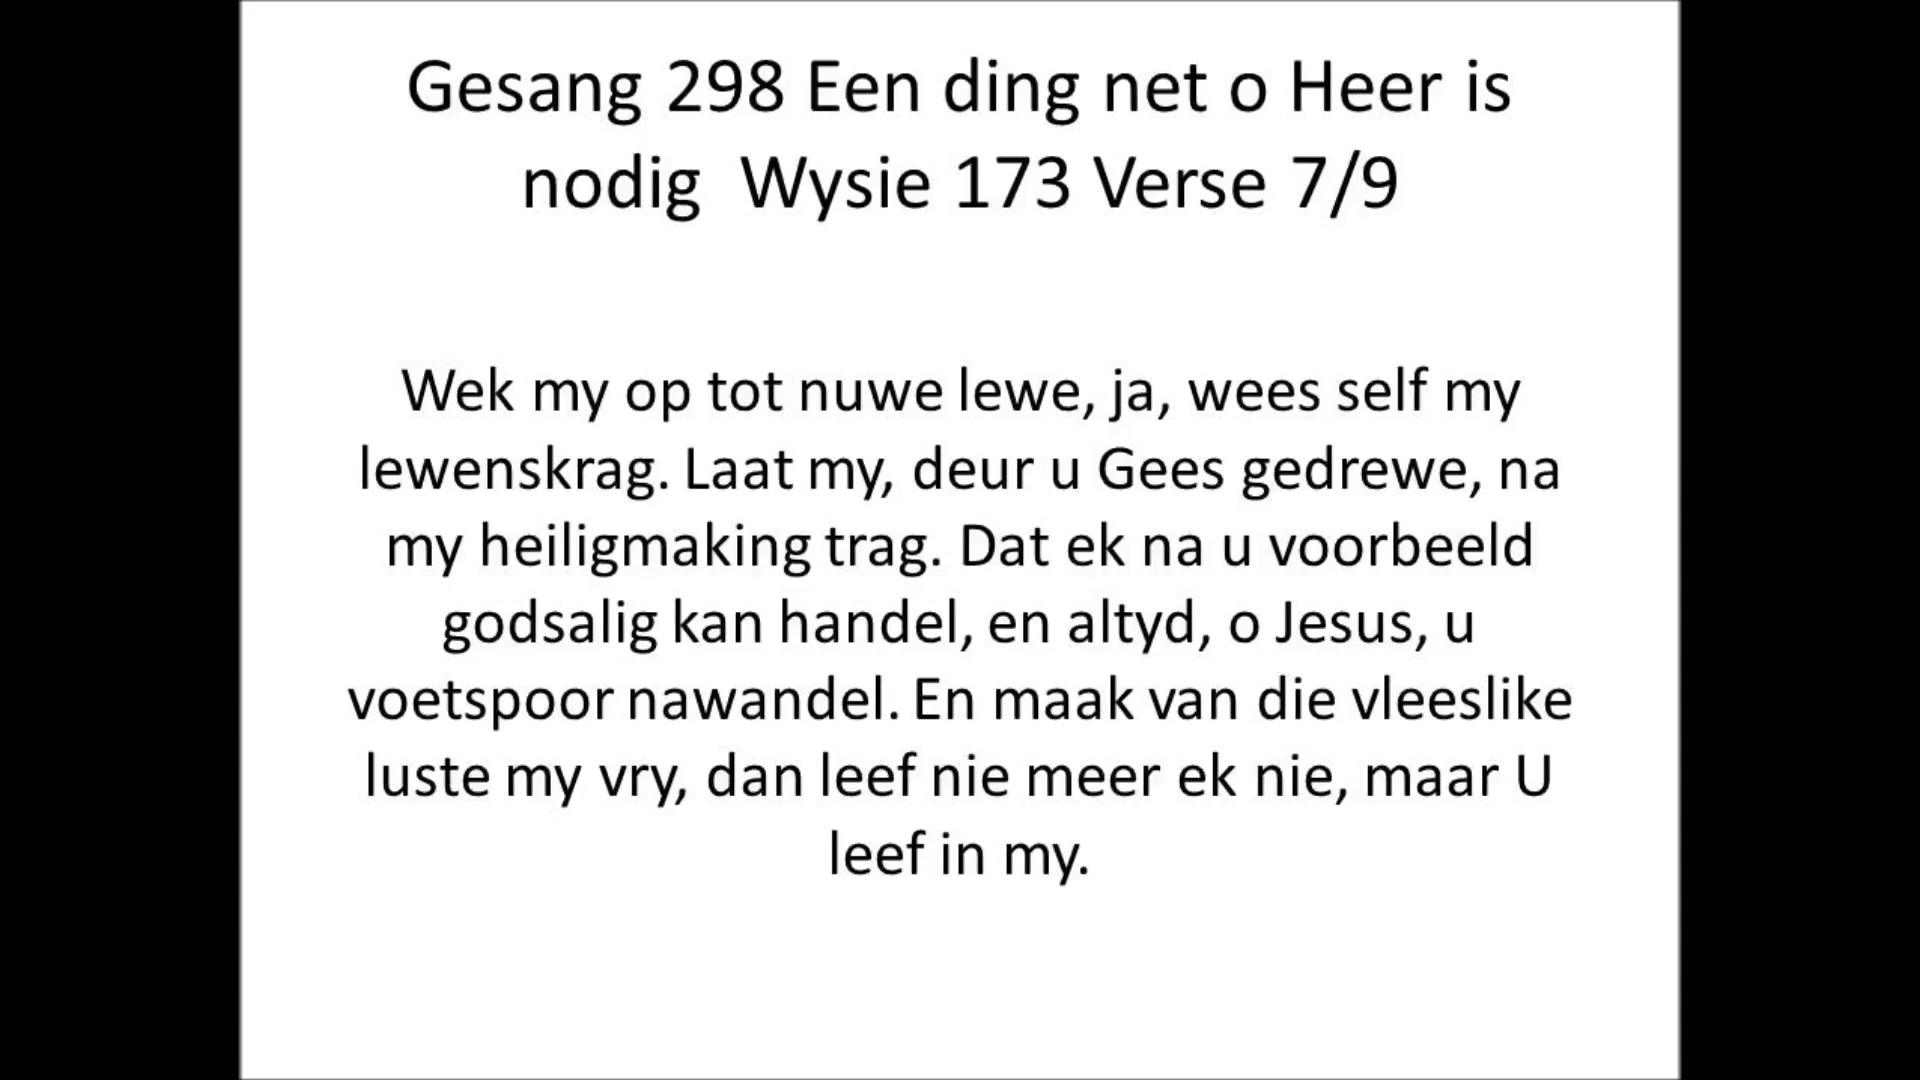 Gesang 298 Een ding net o Heer is
nodig  Wysie 173 Verse 7/9
Wek my op tot nuwe lewe, ja, wees self my
lewenskrag. Laat my, deur u Gees gedrewe, na
my heiligmaking trag. Dat ek na u voorbeeld
godsalig kan handel, en altyd, o Jesus, u
voetspoor nawandel. En maak van die vleeslike
luste my vry, dan leef nie meer ek nie, maar U
leef in my.